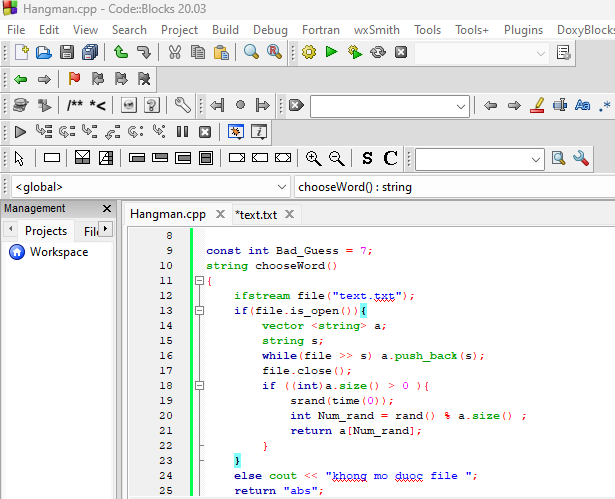 Hangman.cpp - Code::Blocks 20.03
File Edit View Search Project Build Debug Fortran wxSmith Tools Tools+ Plugins DoxyBlocks
/** *<
S C
Aa .*
<global> chooseWord() : string
Management
Projects File
Workspace
Hangman.cpp *text.txt
8
9 const int Bad_Guess = 7;
10 string chooseWord()
11 {
12 ifstream file("text.txt");
13 if(file.is_open()){
14 vector <string> a;
15 string s;
16 while(file >> s) a.push_back(s);
17 file.close();
18 if ((int)a.size() > 0 ){
19 srand(time(0));
20 int Num_rand = rand() % a.size() ;
21 return a[Num_rand];
22 }
23 }
24 else cout << "khong mo duoc file ";
25 return "abs";